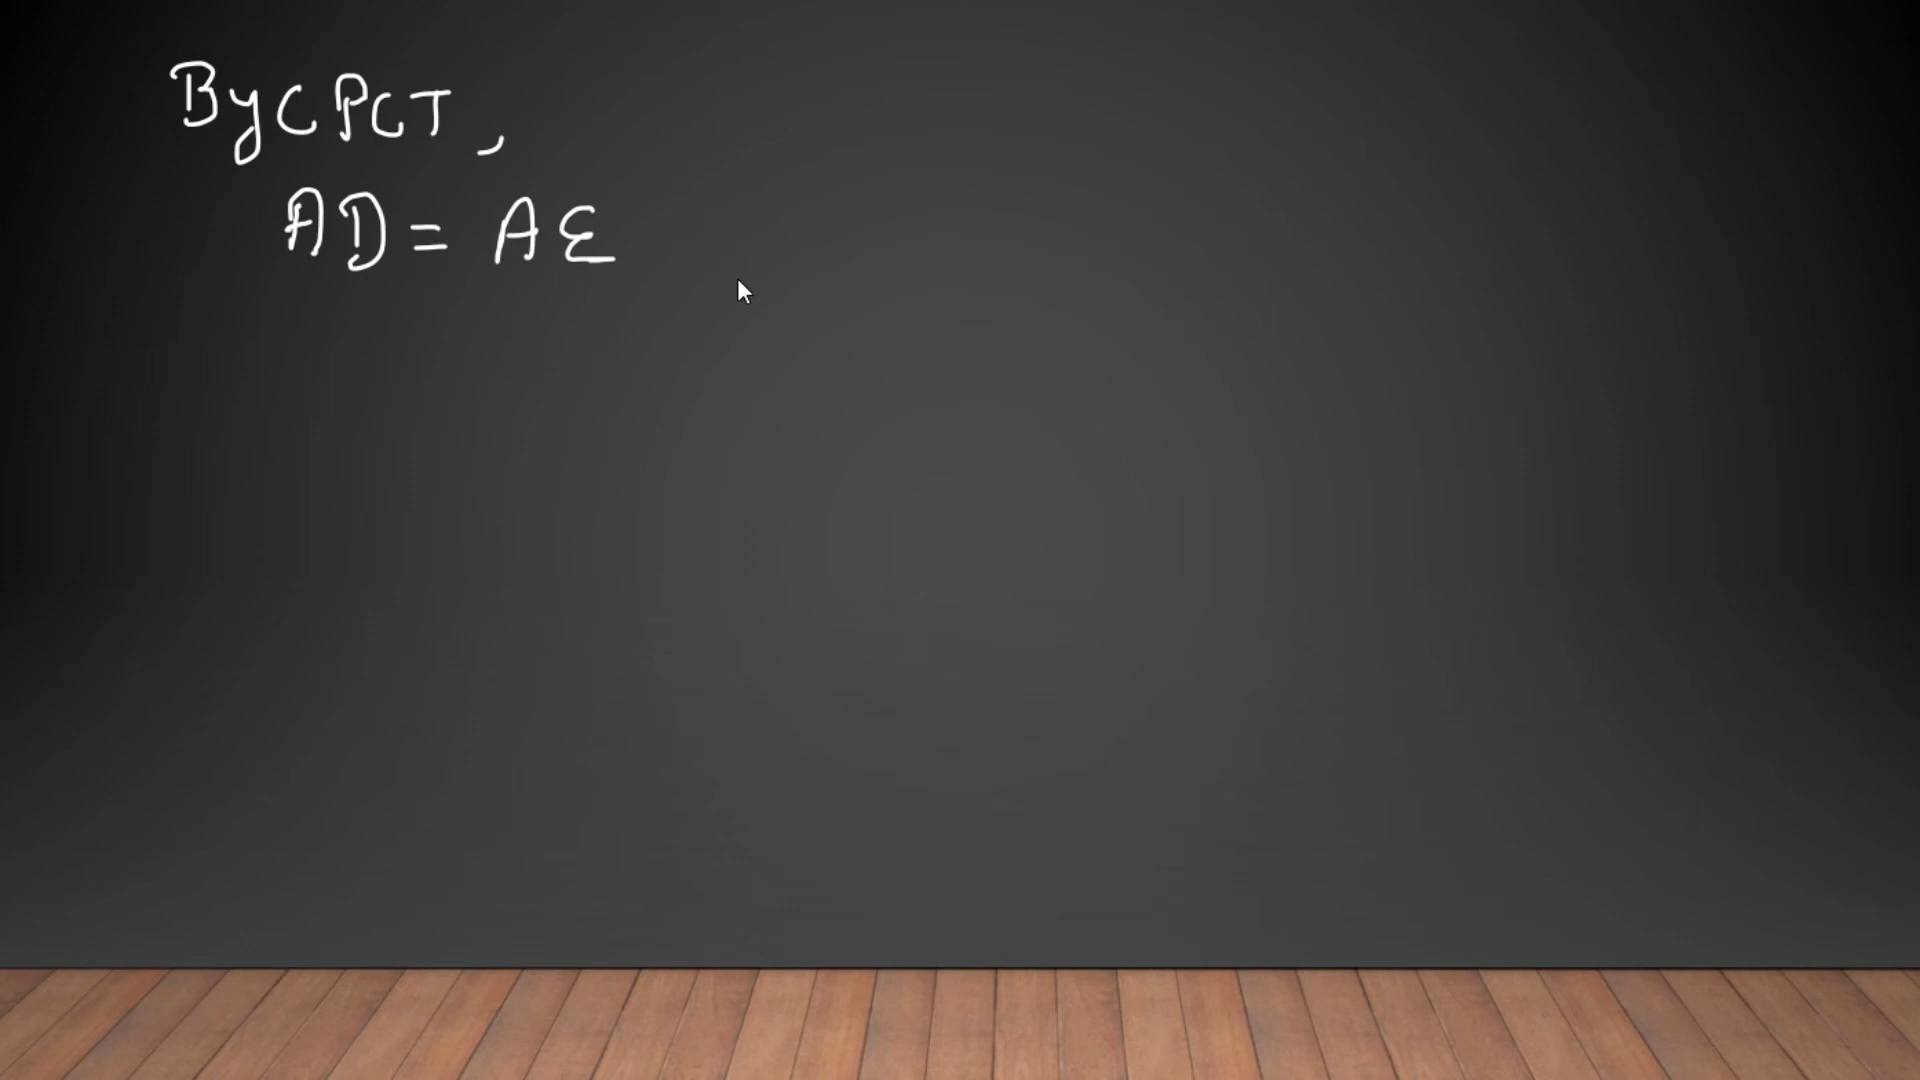 By CPCT,
AD = AE